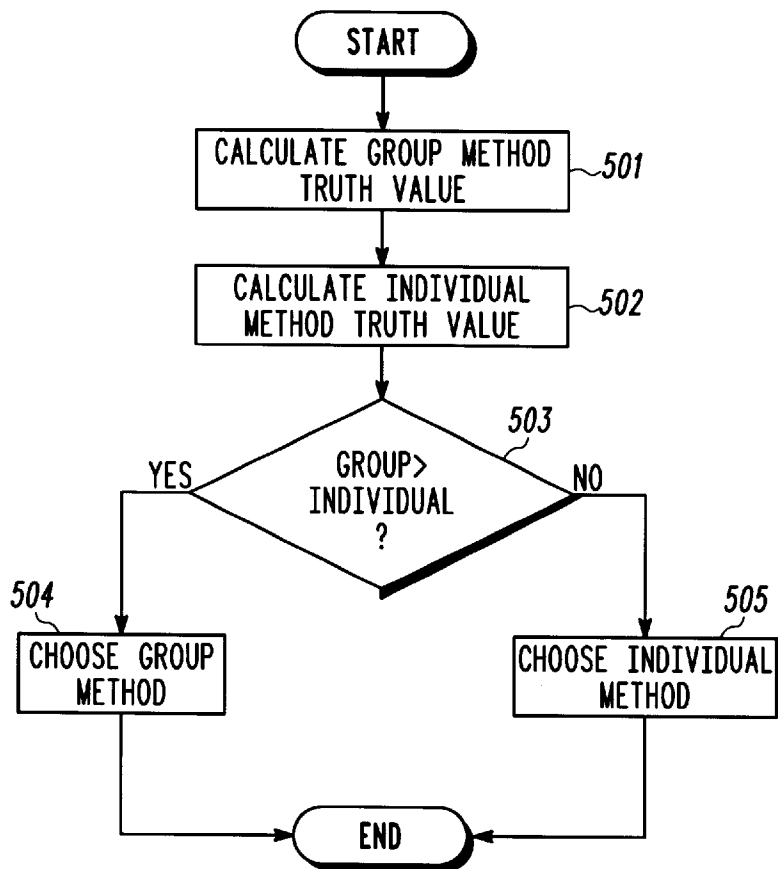 START
CALCULATE GROUP METHOD
TRUTH VALUE
501
CALCULATE INDIVIDUAL
METHOD TRUTH VALUE
502
503
YES
GROUP>
INDIVIDUAL
?
NO
504
CHOOSE GROUP
METHOD
505
CHOOSE INDIVIDUAL
METHOD
END